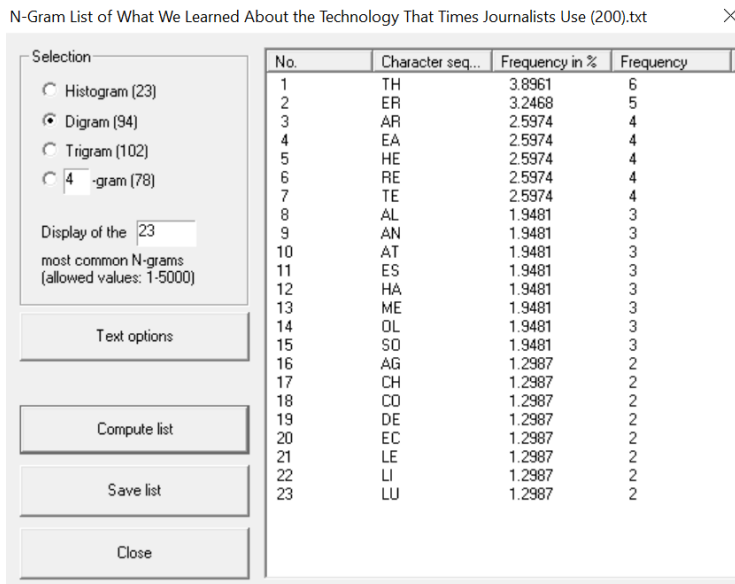 N-Gram List of What We Learned About the Technology That Times Journalists Use (200).txt
Selection
Histogram (23)
Digram (94)
Trigram (102)
4 -gram (78)
Display of the 23
most common N-grams
(allowed values: 1-5000)
Text options
Compute list
Save list
Close
No. Character seq... Frequency in % Frequency
1 TH 3.8961 6
2 ER 3.2468 5
3 AR 2.5974 4
4 EA 2.5974 4
5 HE 2.5974 4
6 RE 2.5974 4
7 TE 2.5974 4
8 AL 1.9481 3
9 AN 1.9481 3
10 AT 1.9481 3
11 ES 1.9481 3
12 HA 1.9481 3
13 ME 1.9481 3
14 OL 1.9481 3
15 SO 1.9481 3
16 AG 1.2987 2
17 CH 1.2987 2
18 CO 1.2987 2
19 DE 1.2987 2
20 EC 1.2987 2
21 LE 1.2987 2
22 LI 1.2987 2
23 LU 1.2987 2